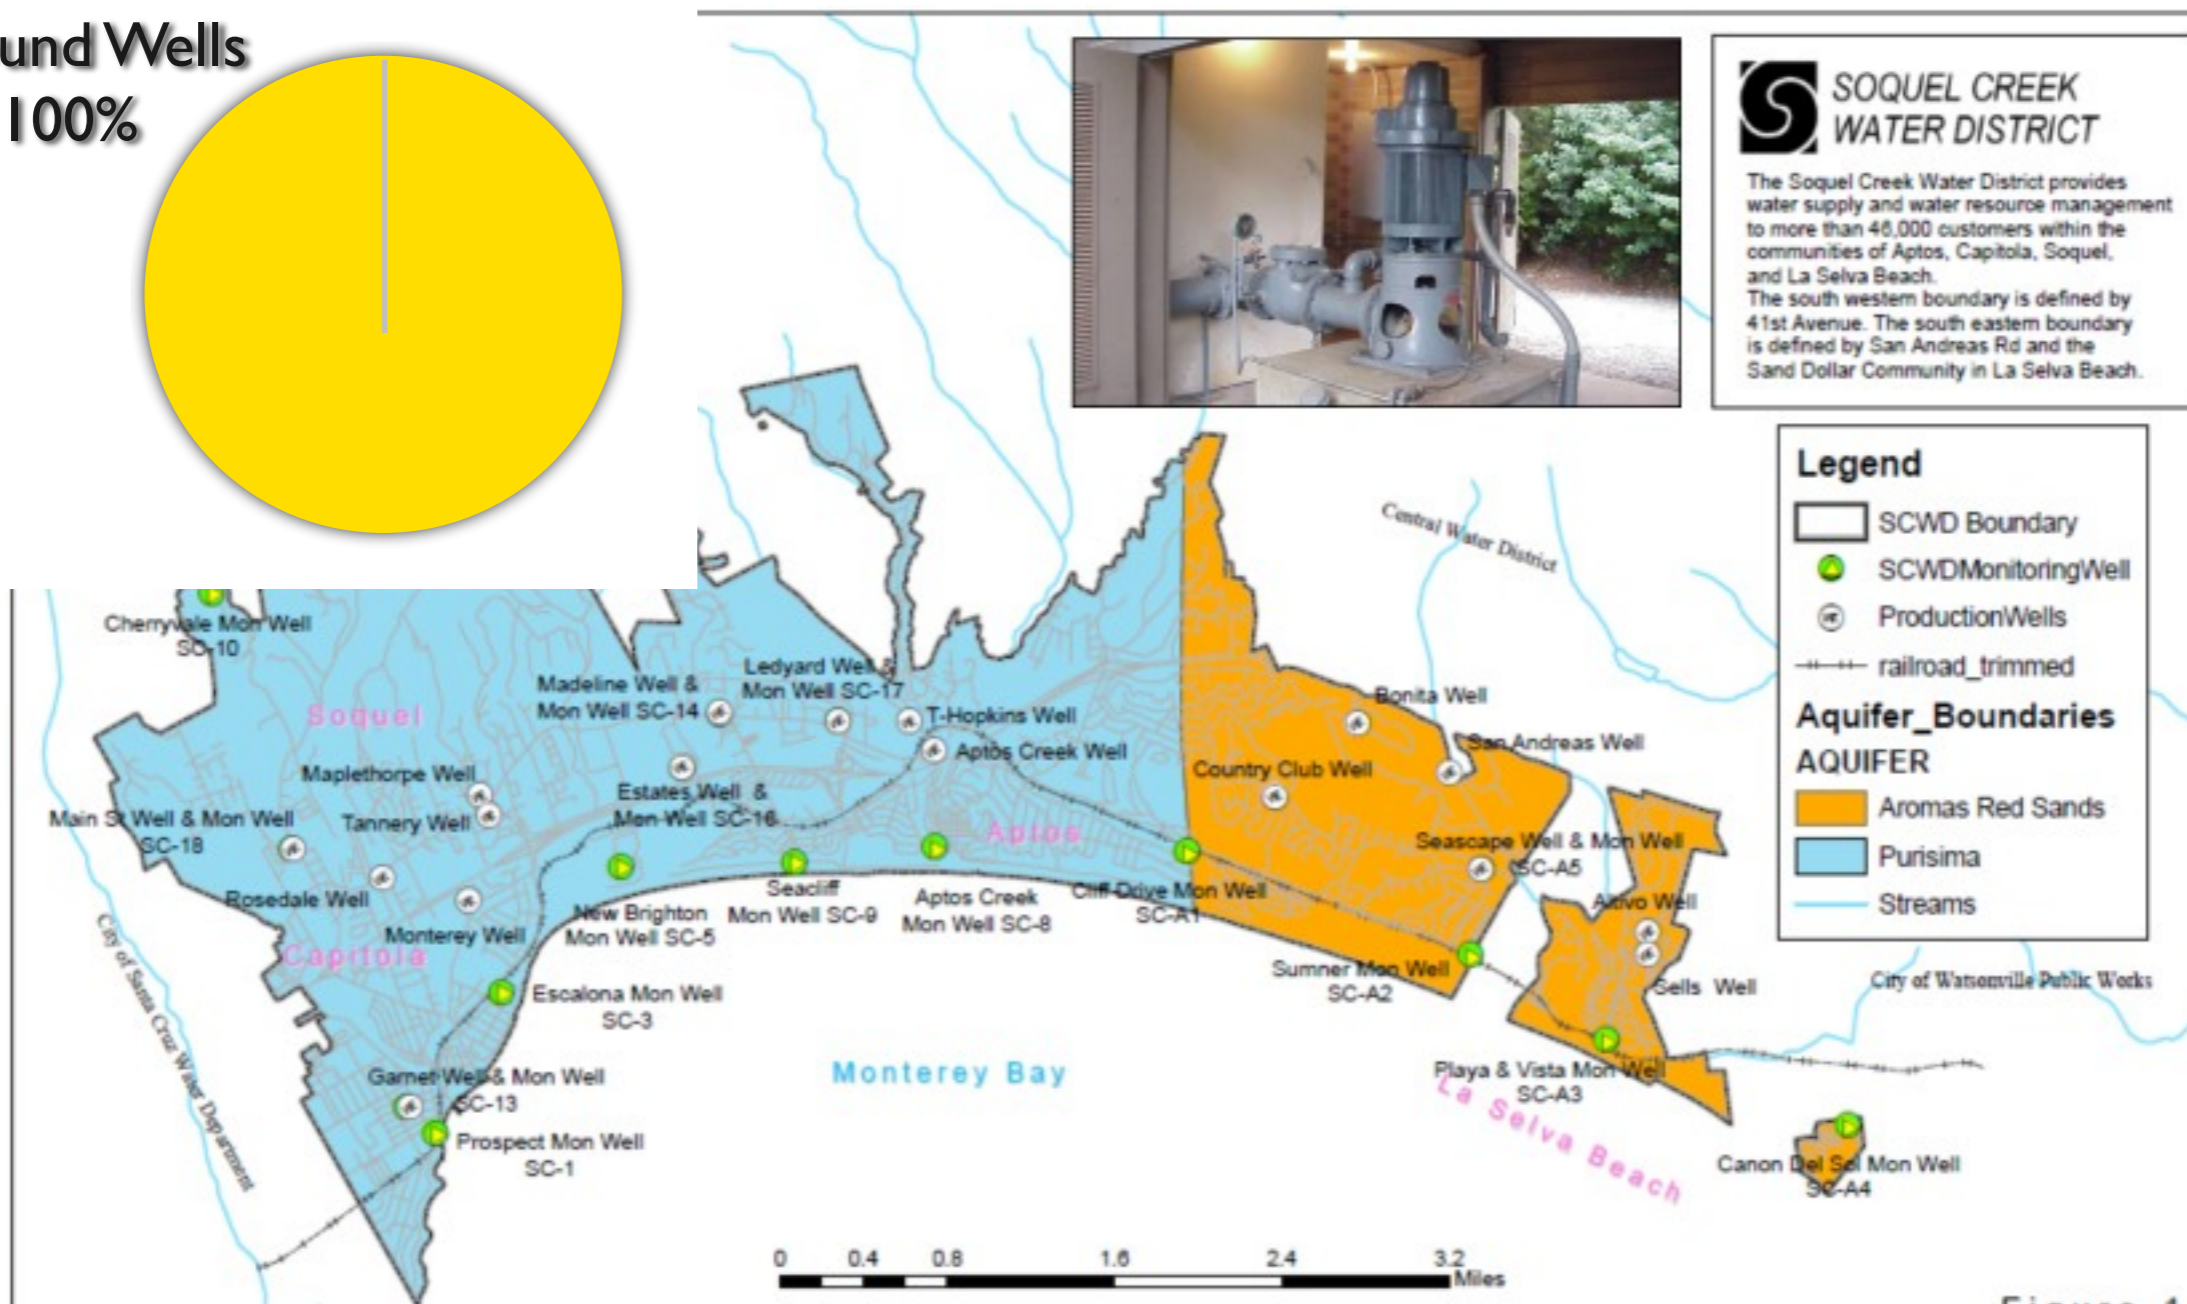 und Wells
100%
SOQUEL CREEK
WATER DISTRICT
The Soquel Creek Water District provides
water supply and water resource management
to more than 46,000 customers within the
communities of Aptos, Capitola, Soquel,
and La Selva Beach.
The south western boundary is defined by
41st Avenue. The south eastern boundary
is defined by San Andreas Rd and the
Sand Dollar Community in La Selva Beach.
Legend
SCWD Boundary
SCWDMonitoringWell
ProductionWells
railroad_trimmed
Aquifer_Boundaries
AQUIFER
Aromas Red Sands
Purisima
Streams
Central Water District
Cherryvale Mon Well
SC-10
Soquel
Madeline Well &
Mon Well SC-14
Ledyard Well &
Mon Well SC-17
T-Hopkins Well
Aptos Creek Well
Bonita Well
San Andreas Well
Country Club Well
Maplethorpe Well
Tannery Well
Estates Well &
Mon Well SC-16
Main St Well & Mon Well
SC-18
Aptos
Seascape Well & Mon Well
SC-A5
Rosedale Well
Monterey Well
New Brighton
Mon Well SC-5
Seacliff
Mon Well SC-9
Aptos Creek
Mon Well SC-8
Cliff Drive Mon Well
SC-A1
Altivo Well
Capitola
City of Santa Cruz Water Department
Escalona Mon Well
SC-3
Sumner Mon Well
SC-A2
Sells Well
City of Watsonville Public Works
Monterey Bay
Garnet Well & Mon Well
SC-13
Playa & Vista Mon Well
SC-A3
La Selva Beach
Prospect Mon Well
SC-1
Canon Del Sol Mon Well
SC-A4
0 0.4 0.8 1.6 2.4 3.2
Miles